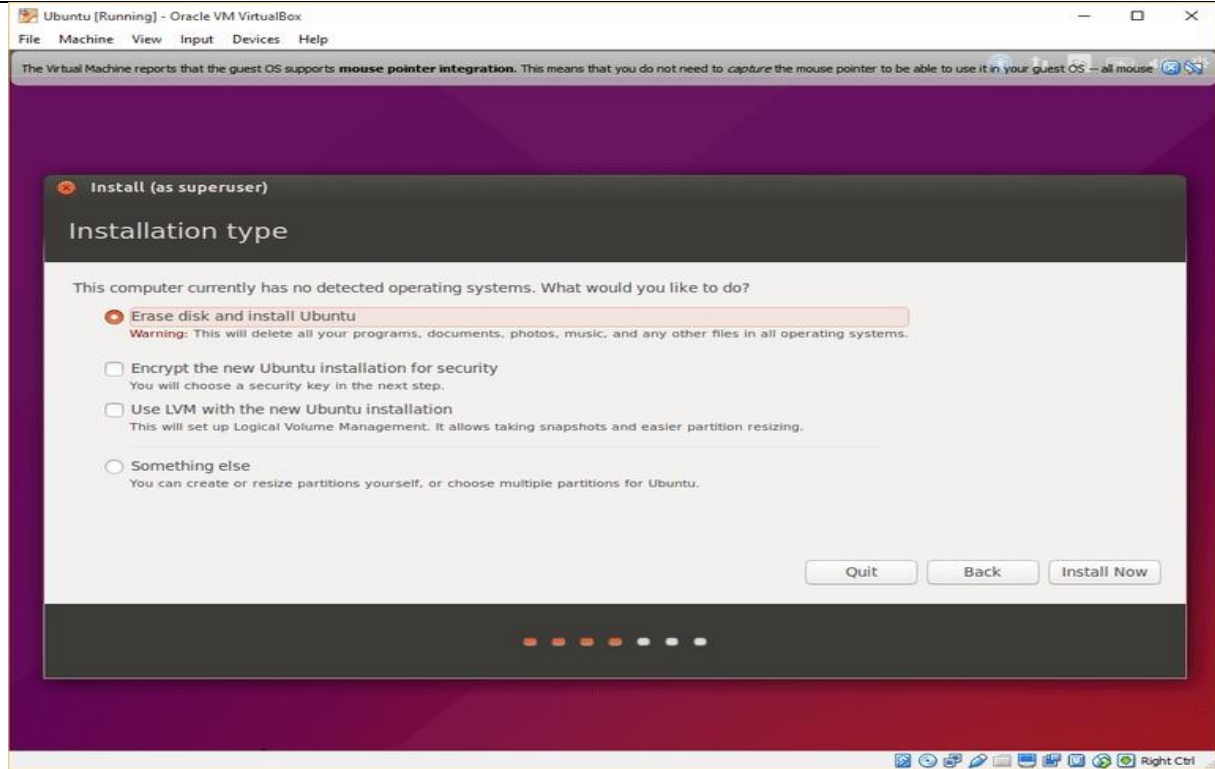 Ubuntu [Running] - Oracle VM VirtualBox
File Machine View Input Devices Help
The Virtual Machine reports that the guest OS supports mouse pointer integration. This means that you do not need to capture the mouse pointer to be able to use it in your guest OS -- all mouse
Install (as superuser)
Installation type
This computer currently has no detected operating systems. What would you like to do?
Erase disk and install Ubuntu
Warning: This will delete all your programs, documents, photos, music, and any other files in all operating systems.
Encrypt the new Ubuntu installation for security
You will choose a security key in the next step.
Use LVM with the new Ubuntu installation
This will set up Logical Volume Management. It allows taking snapshots and easier partition resizing.
Something else
You can create or resize partitions yourself, or choose multiple partitions for Ubuntu.
Quit Back Install Now
Right Ctrl